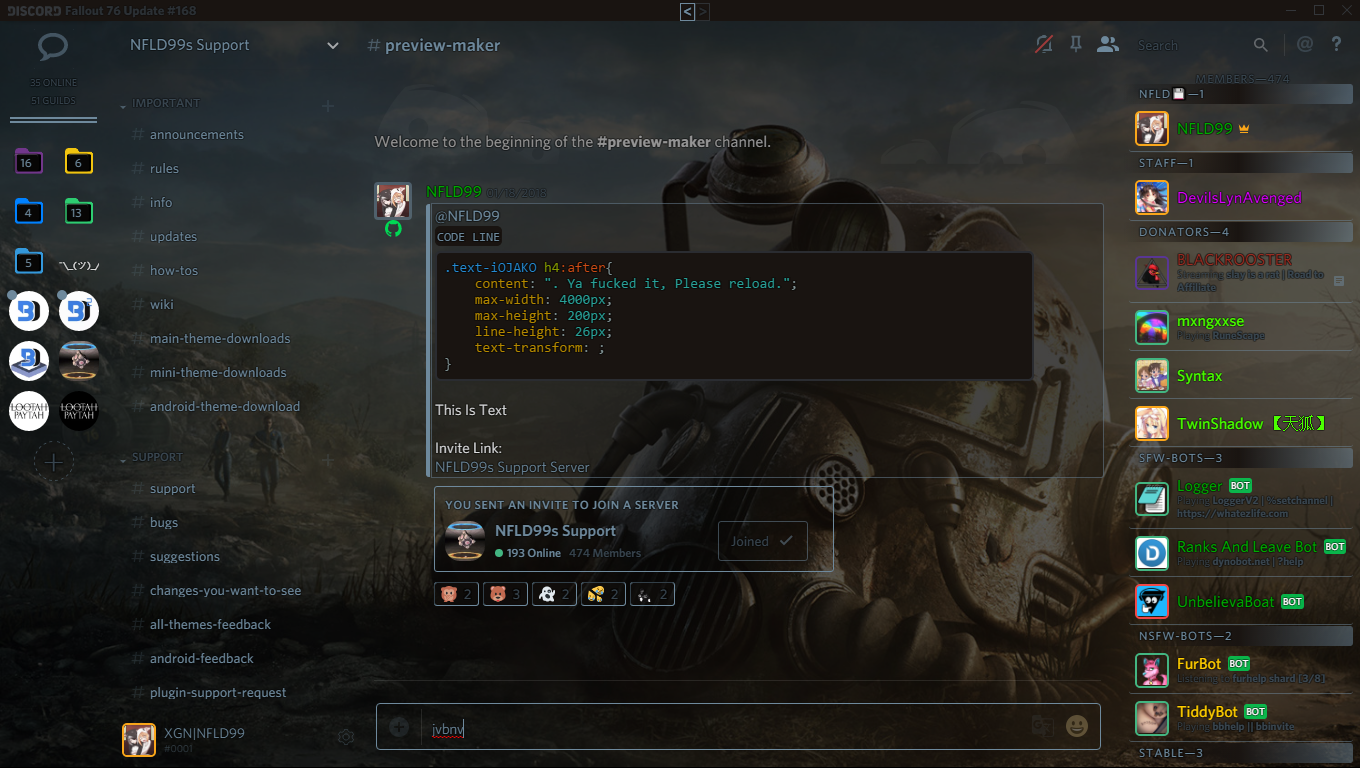 DISCORD Fallout 76 Update #168
< >
NFLD99s Support
# preview-maker
Search
@ ?
35 ONLINE
51 GUILDS
16
6
4
13
5
¯\_(ツ)_/¯
LOOTAH
PAYTAH
LOOTAH
PAYTAH
IMPORTANT
# announcements
# rules
# info
# updates
# how-tos
# wiki
# main-theme-downloads
# mini-theme-downloads
# android-theme-download
SUPPORT
# support
# bugs
# suggestions
# changes-you-want-to-see
# all-themes-feedback
# android-feedback
# plugin-support-request
XGN|NFLD99
#0001
Welcome to the beginning of the #preview-maker channel.
NFLD99 01/18/2018
@NFLD99
CODE LINE
.text-iOJAKO h4:after{
content: ". Ya fucked it, Please reload.";
max-width: 4000px;
max-height: 200px;
line-height: 26px;
text-transform: ;
}
This Is Text
Invite Link:
NFLD99s Support Server
YOU SENT AN INVITE TO JOIN A SERVER
NFLD99s Support
193 Online 474 Members
Joined
2
3
2
2
2
jvbnv
MEMBERS—474
NFLD💾—1
NFLD99
STAFF—1
DevilsLynAvenged
DONATORS—4
BLACKROOSTER
Streaming slay is a rat | Road to
Affiliate
mxngxxse
Playing RuneScape
Syntax
TwinShadow 【天狐】
SFW-BOTS—3
Logger BOT
Playing LoggerV2 | %setchannel |
https://whatezlife.com
Ranks And Leave Bot BOT
Playing dynobot.net | ?help
UnbelievaBoat BOT
NSFW-BOTS—2
FurBot BOT
Listening to furhelp shard (3/8)
TiddyBot BOT
Playing bbhelp || bbinvite
STABLE—3